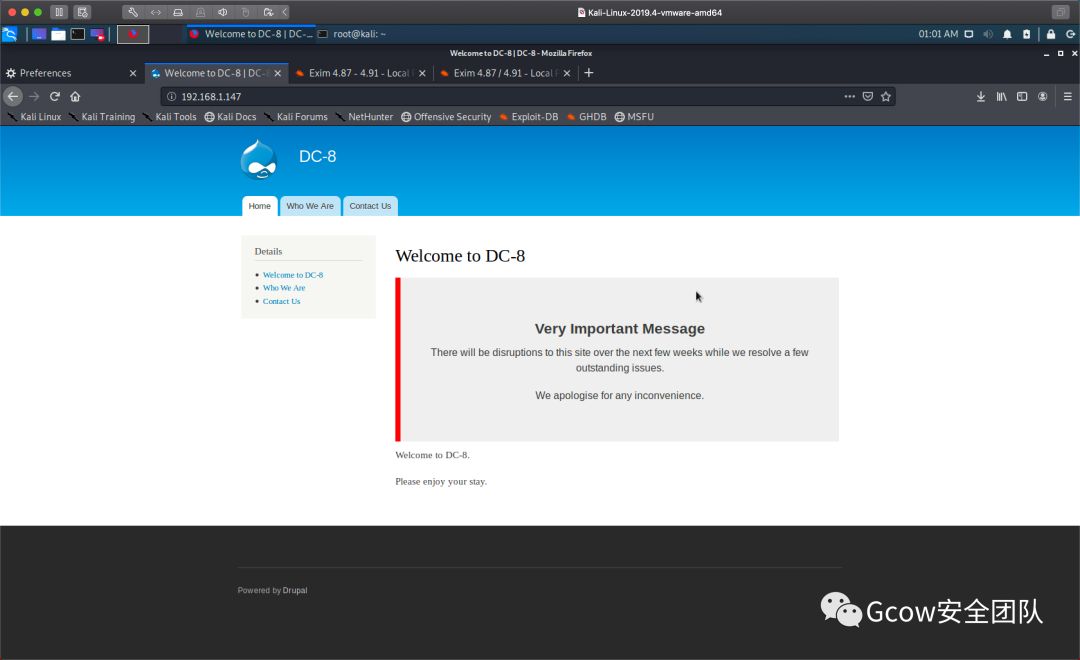 Kali-Linux-2019.4-vmware-amd64
Welcome to DC-8 | DC-...
root@kali: ~
01:01 AM
Welcome to DC-8 | DC-8 - Mozilla Firefox
Preferences
Welcome to DC-8 | DC-8
Exim 4.87 - 4.91 - Local
Exim 4.87 / 4.91 - Local
192.168.1.147
Kali Linux
Kali Training
Kali Tools
Kali Docs
Kali Forums
NetHunter
Offensive Security
Exploit-DB
GHDB
MSFU
DC-8
Home
Who We Are
Contact Us
Details
Welcome to DC-8
Who We Are
Contact Us
Welcome to DC-8
Very Important Message
There will be disruptions to this site over the next few weeks while we resolve a few
outstanding issues.
We apologise for any inconvenience.
Welcome to DC-8.
Please enjoy your stay.
Powered by Drupal
Gcow安全团队